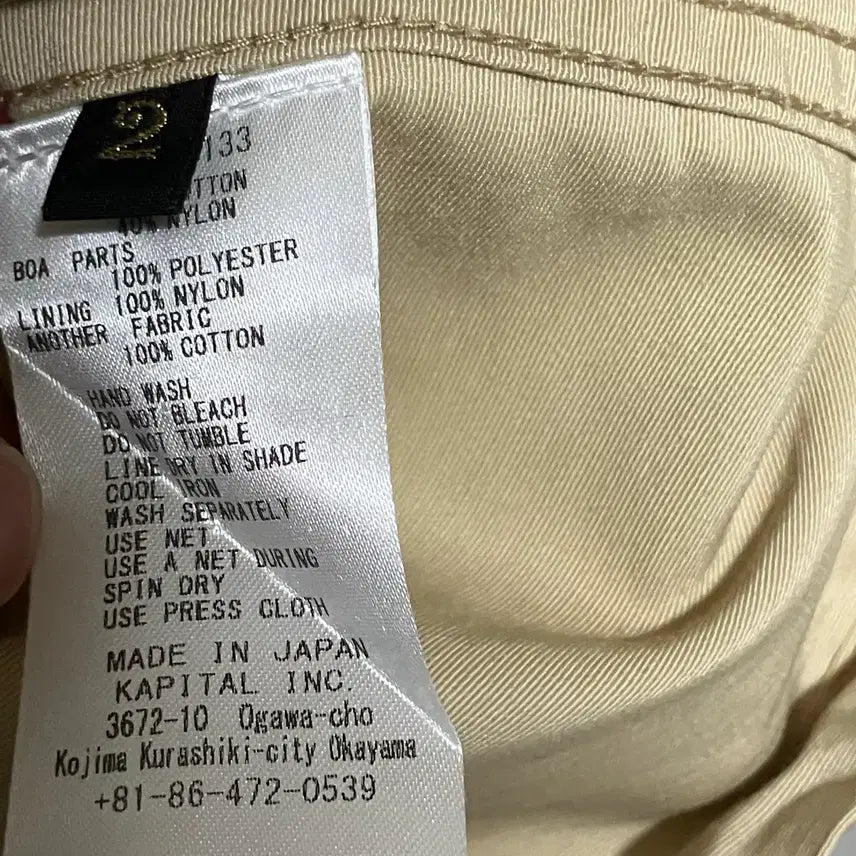 2
133
40% NYLON
BOA PARTS
100% POLYESTER
LINING 100% NYLON
ANOTHER FABRIC
100% COTTON
HAND WASH
DO NOT BLEACH
DO NOT TUMBLE
LINE DRY IN SHADE
COOL IRON
WASH SEPARATELY
USE NET
USE A NET DURING
SPIN DRY
USE PRESS CLOTH
MADE IN JAPAN
KAPITAL INC.
3672-10 Ogawa-cho
Kojima Kurashiki-city Okayama
+81-86-472-0539